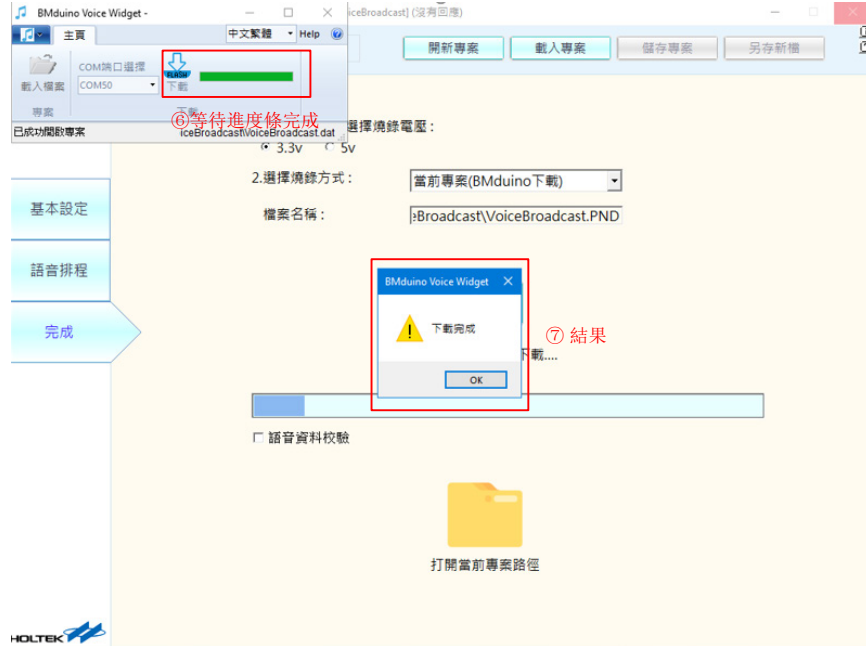 BMduino Voice Widget -
iceBroadcast] (沒有回應)
主頁
中文繁體
Help
開新專案
載入專案
儲存專案
另存新檔
COM端口選擇
COM50
載入檔案
FLASH
下載
專案
下載
⑥等待進度條完成
已成功開啟專案
iceBroadcast\VoiceBroadcast.dat
選擇燒錄電壓：
3.3v
5v
2.選擇燒錄方式：
當前專案(BMduino下載)
檔案名稱：
eBroadcast\VoiceBroadcast.PND
基本設定
語音排程
完成
BMduino Voice Widget
下載完成
OK
⑦ 結果
下載....
語音資料校驗
打開當前專案路徑
HOLTEK